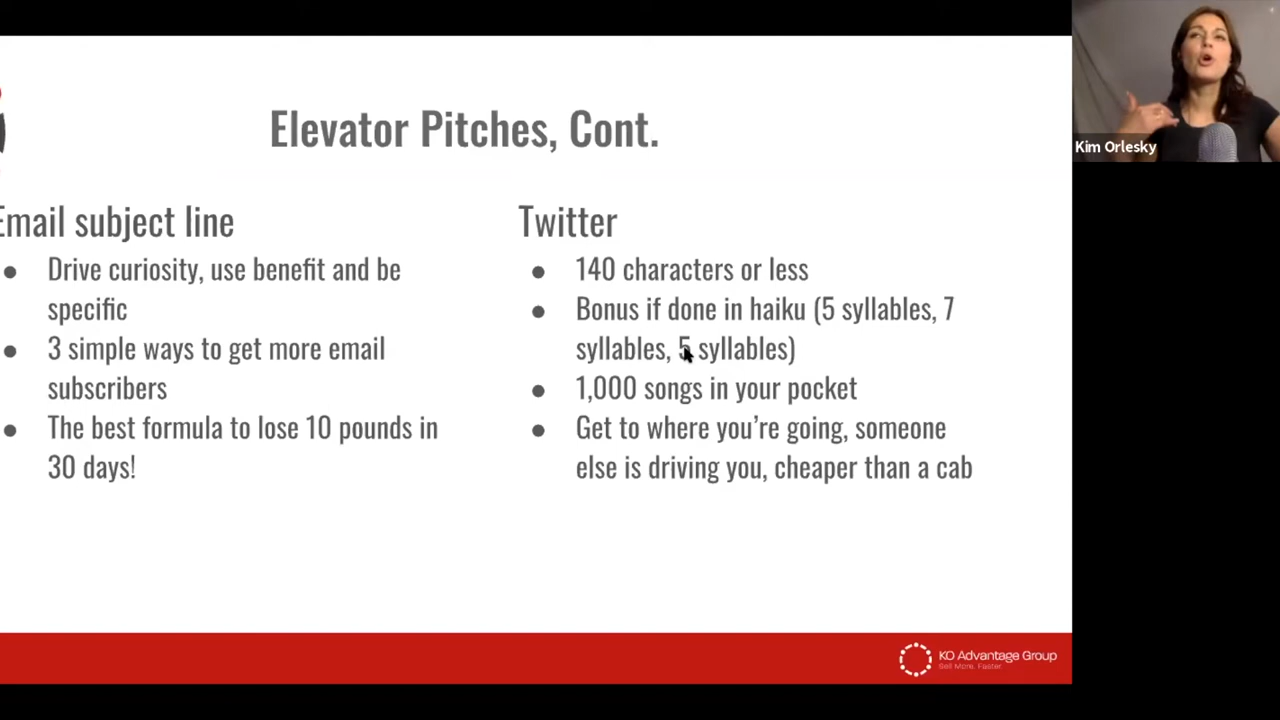 Elevator Pitches, Cont.
Email subject line
● Drive curiosity, use benefit and be
specific
● 3 simple ways to get more email
subscribers
● The best formula to lose 10 pounds in
30 days!
Twitter
● 140 characters or less
● Bonus if done in haiku (5 syllables, 7
syllables, 5 syllables)
● 1,000 songs in your pocket
● Get to where you’re going, someone
else is driving you, cheaper than a cab
Kim Orlesky
KO Advantage Group
Sell More, Faster